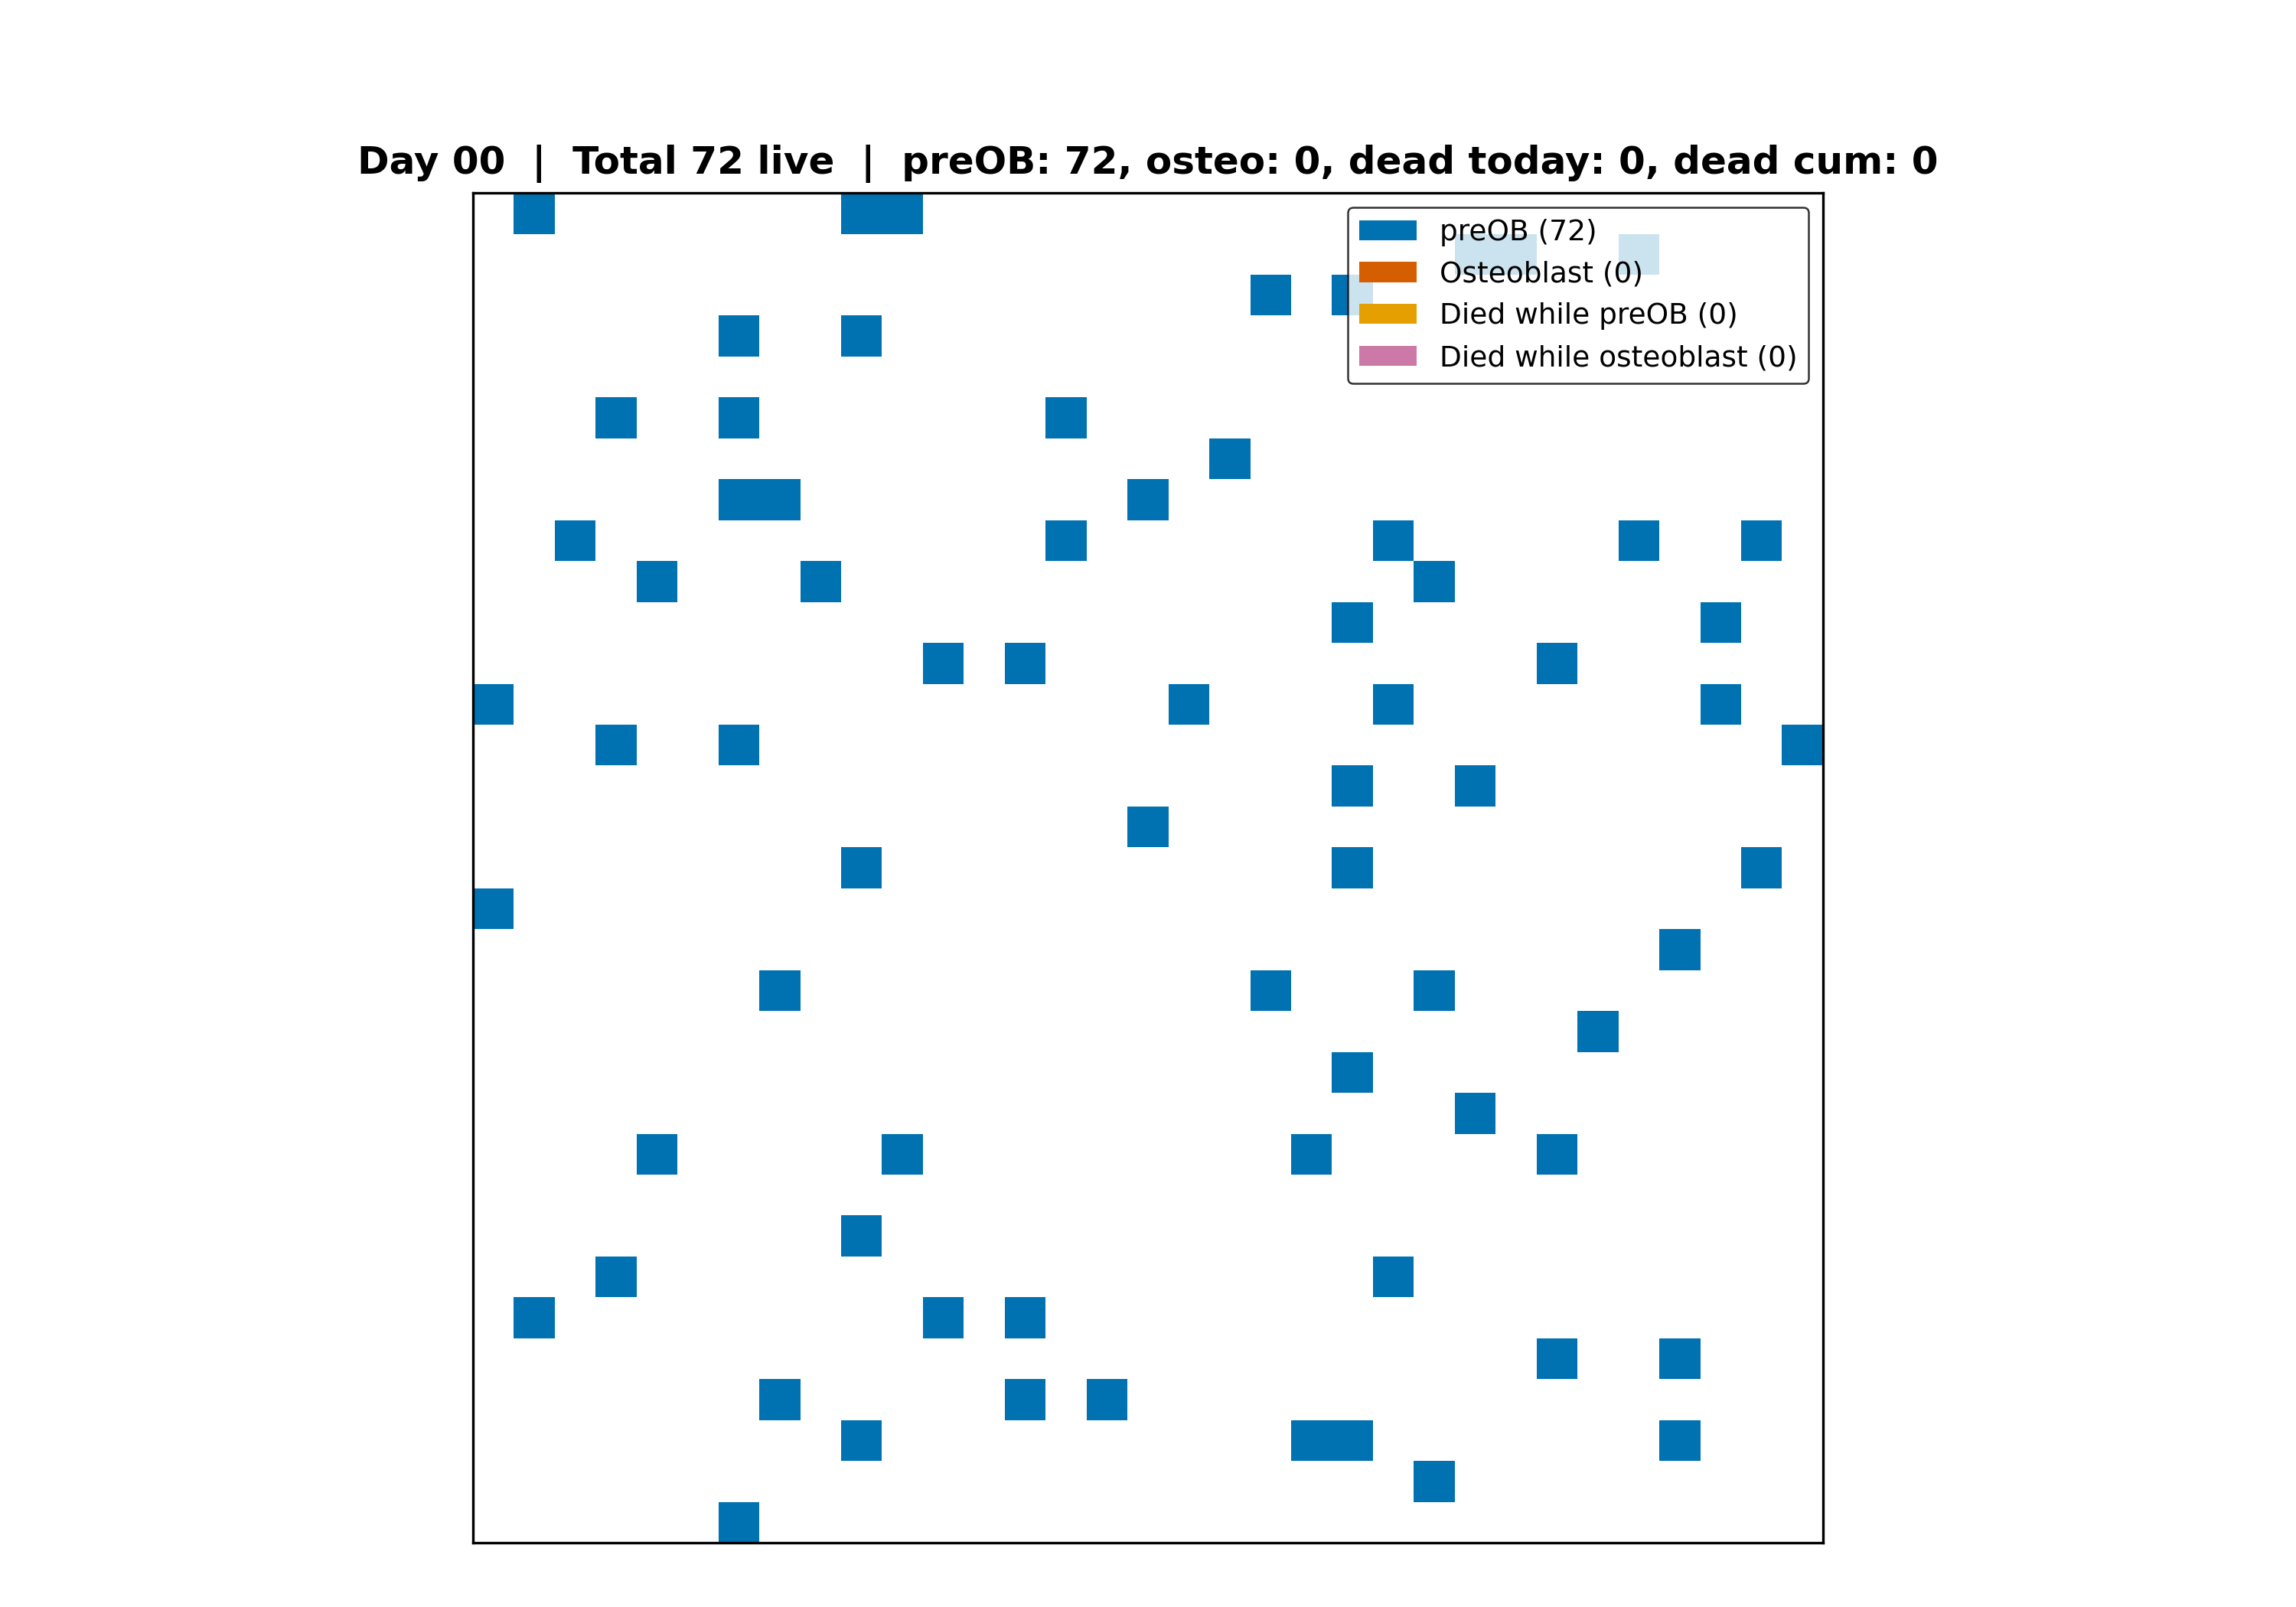 Day 00 | Total 72 live | preOB: 72, osteo: 0, dead today: 0, dead cum: 0
preOB (72)
Osteoblast (0)
Died while preOB (0)
Died while osteoblast (0)